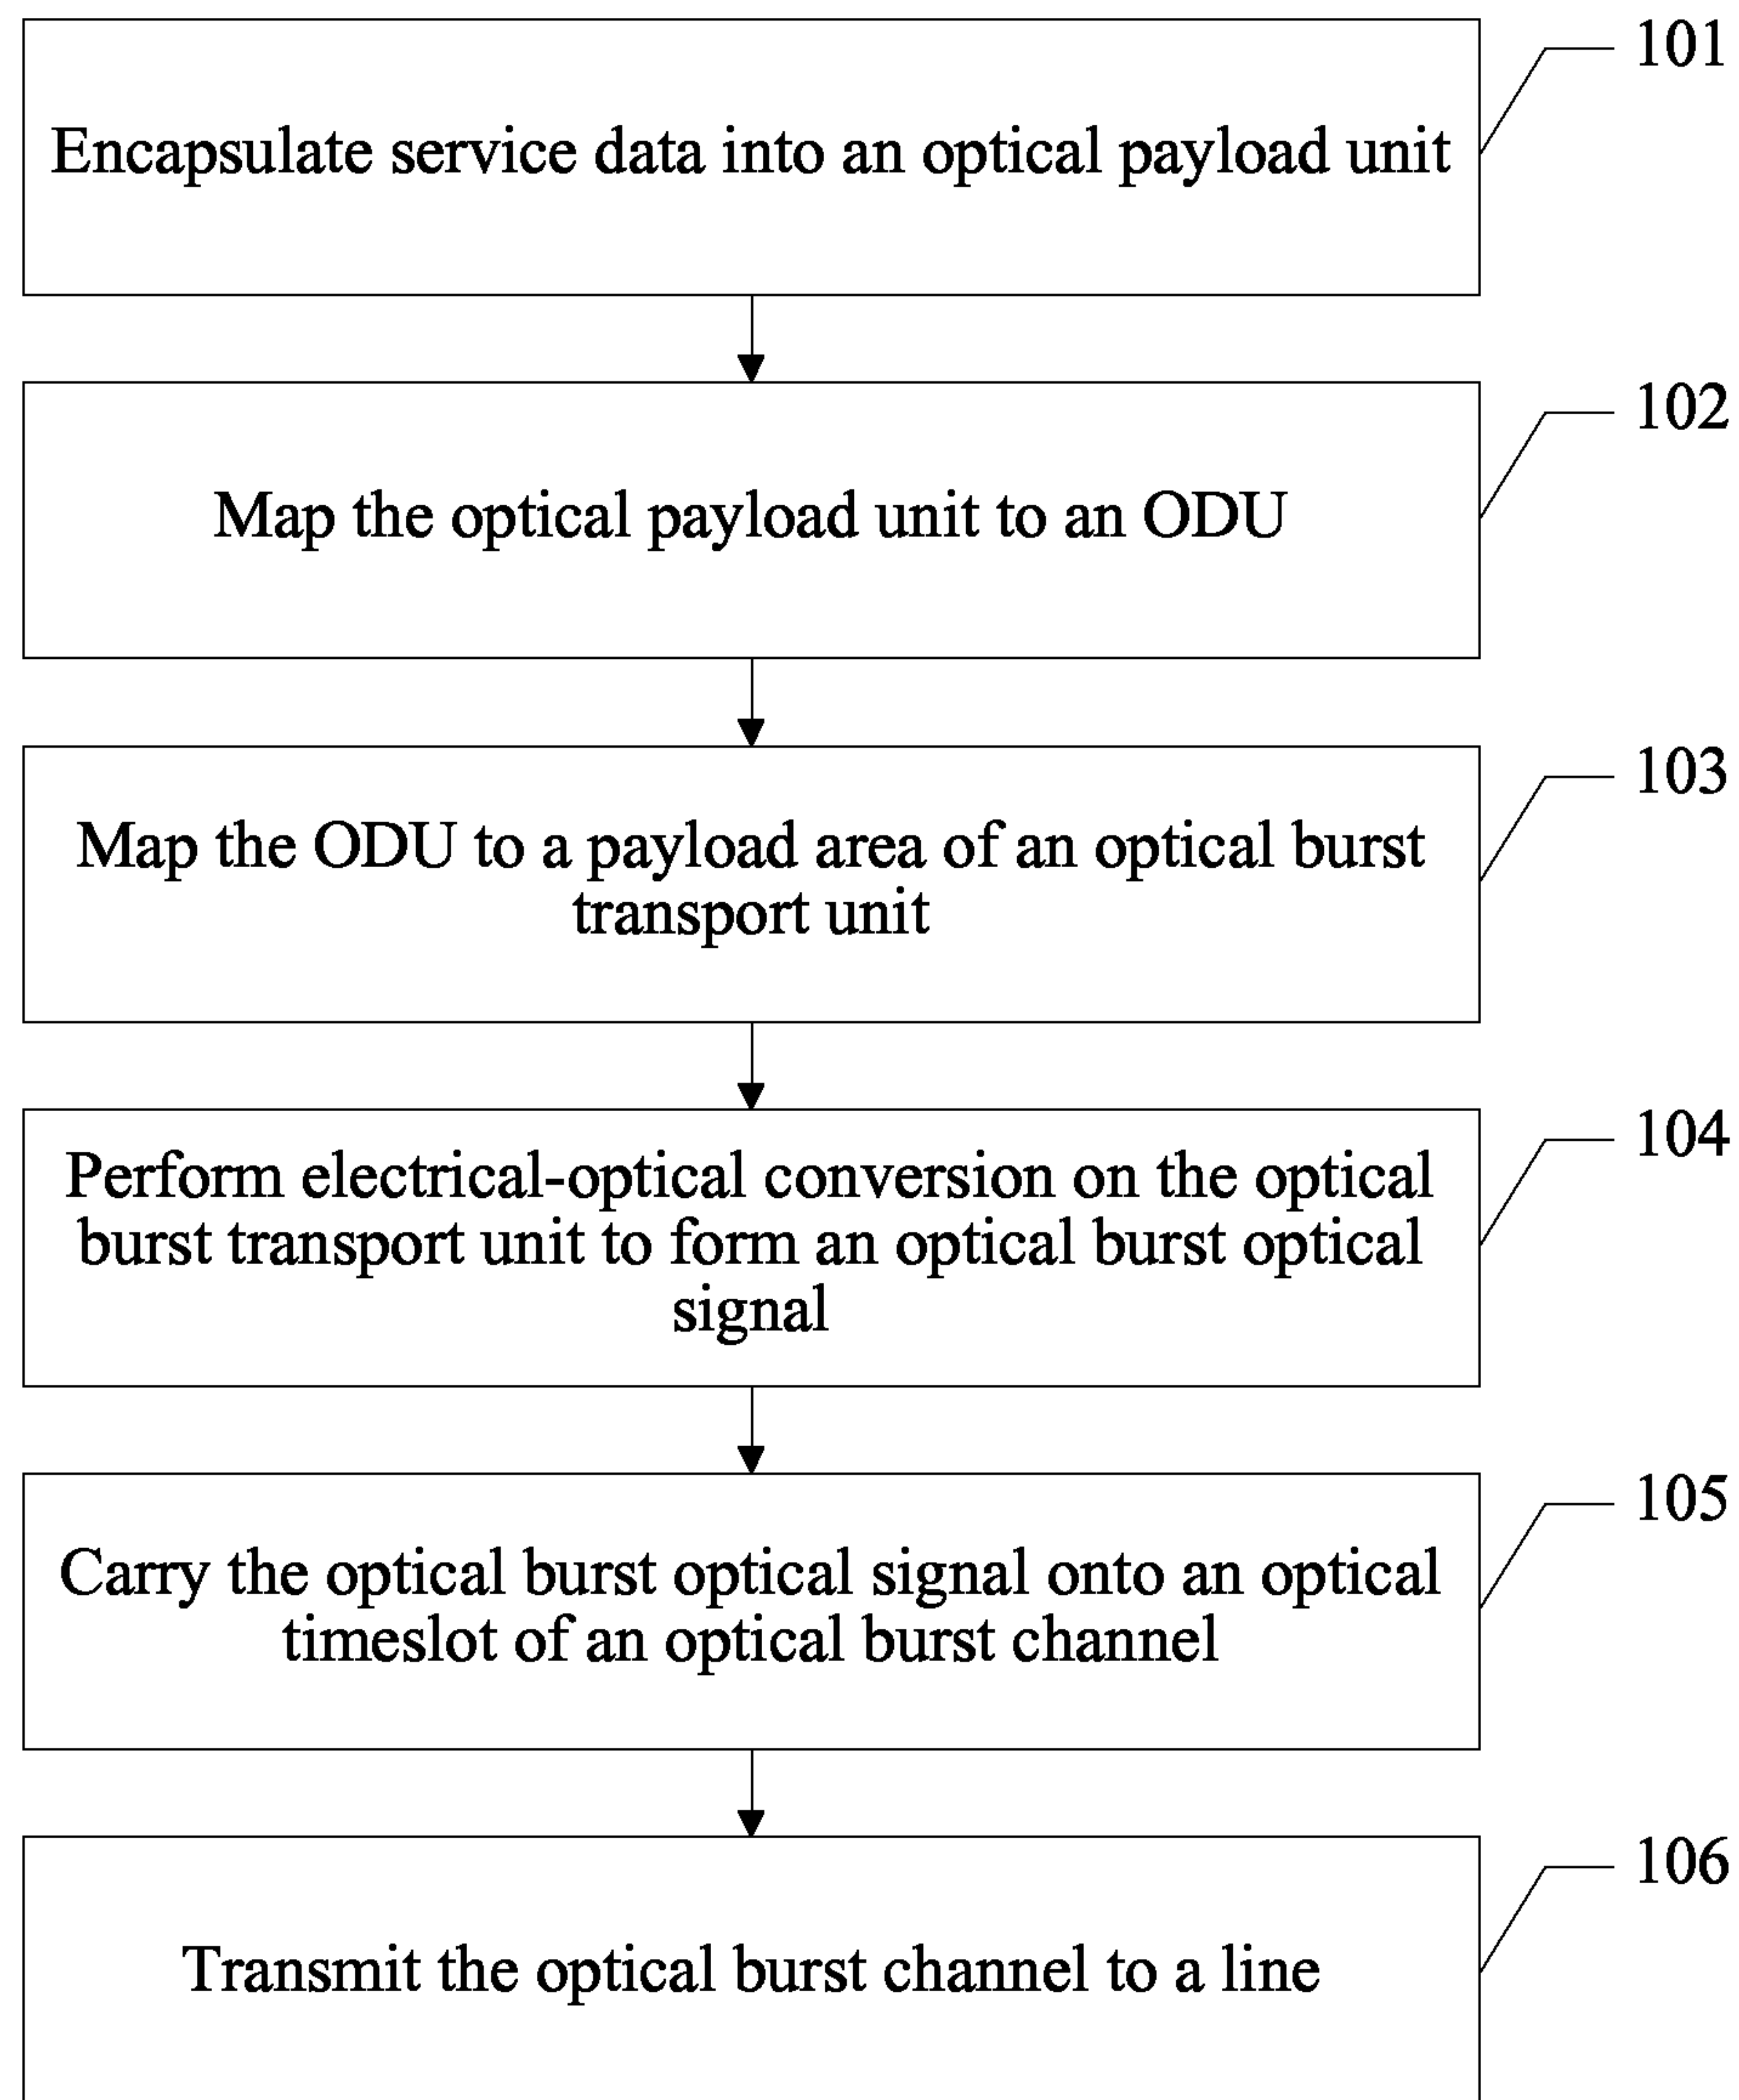 101
Encapsulate service data into an optical payload unit
102
Map the optical payload unit to an ODU
103
Map the ODU to a payload area of an optical burst
transport unit
104
Perform electrical-optical conversion on the optical
burst transport unit to form an optical burst optical
signal
105
Carry the optical burst optical signal onto an optical
timeslot of an optical burst channel
106
Transmit the optical burst channel to a line